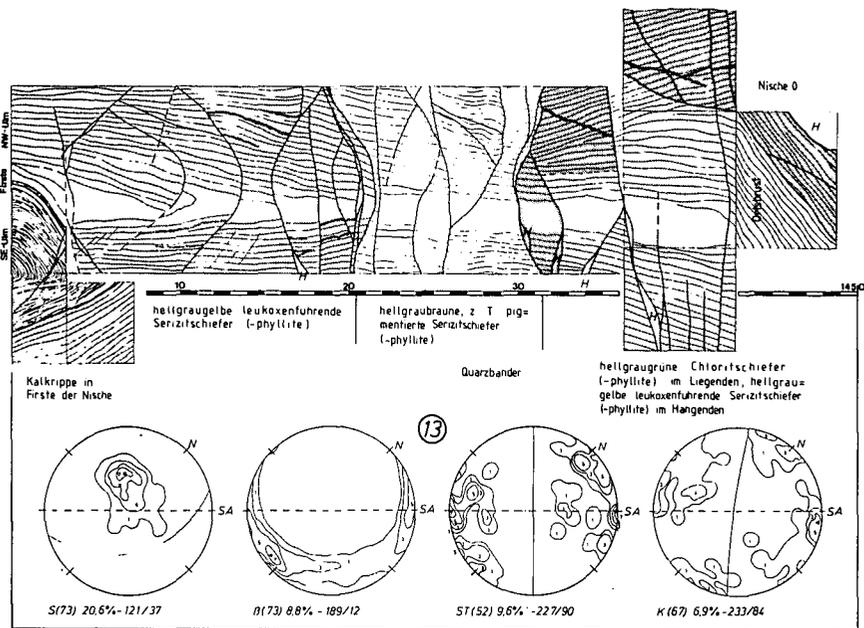 Nische 0
H
NW-Ulm
Firste
SE-Ulm
Ortsbrust
H
H
H
H
H
10
20
30
1450
hellgraugelbe leukoxenfuhrende
Serizitschiefer (-phyllite)
hellgraubraune, z T pig=
mentierte Serizitschiefer
(-phyllite)
Quarzbander
hellgraugrüne Chloritschiefer
(-phyllite) im Liegenden, hellgrau=
gelbe leukoxenfuhrende Serizitschiefer
(-phyllite) im Hangenden
Kalkrippe in
Firste der Nische
13
N
SA
N
SA
N
SA
N
SA
S(73) 20,6% - 121/37
B(73) 8,8% - 189/12
ST(52) 9,6% - 227/90
K(67) 6,9% - 233/84